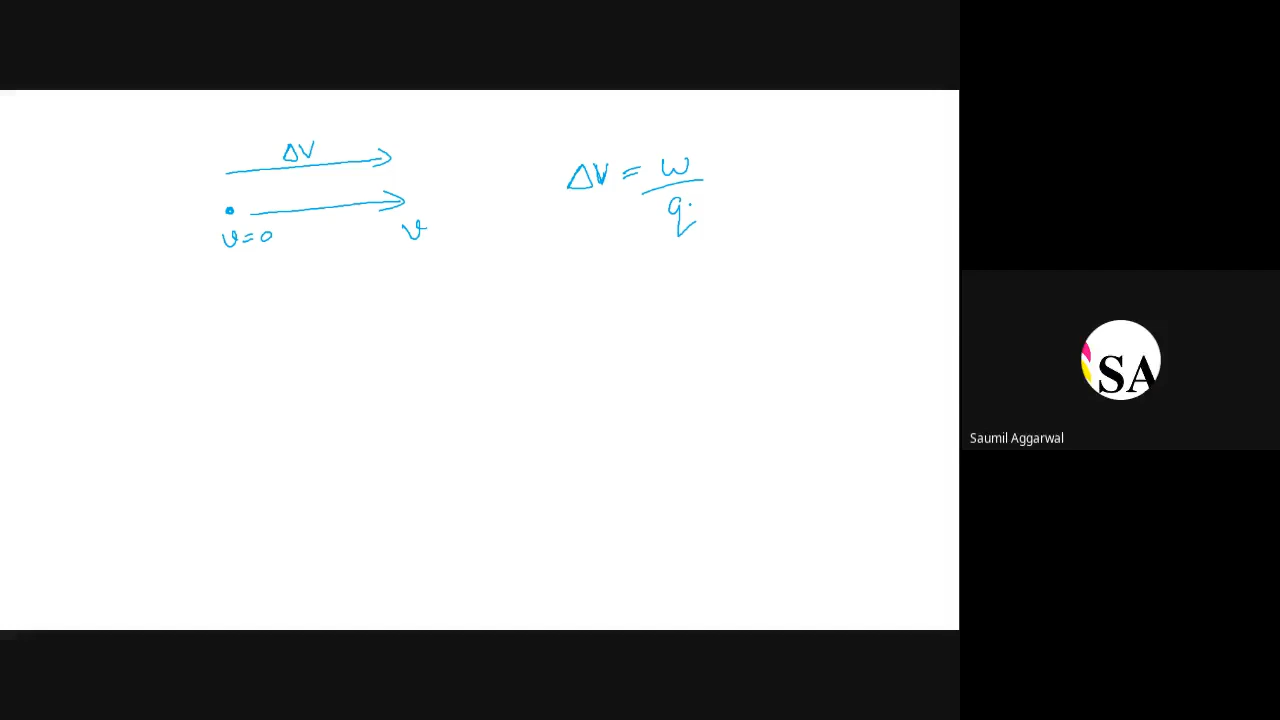 ΔV
v=0
v
ΔV = w/q
SA
Saumil Aggarwal